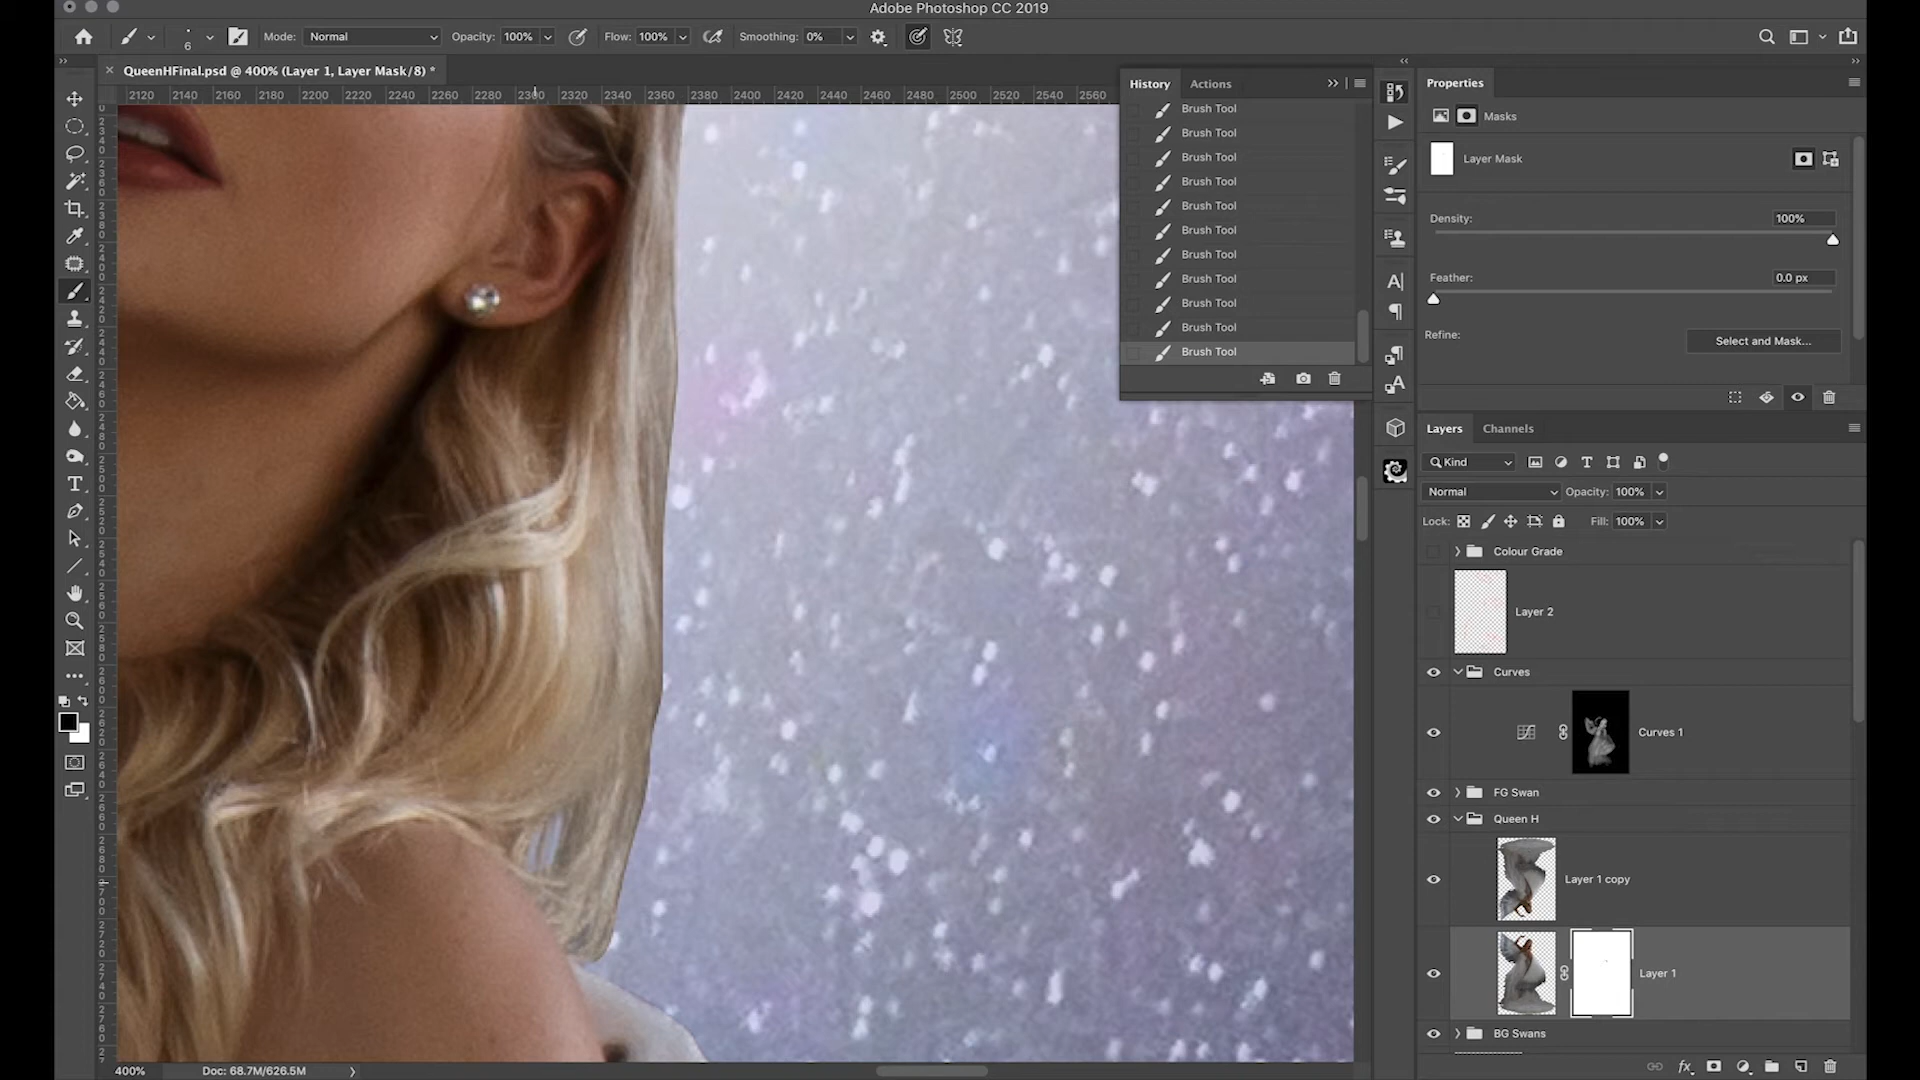 Adobe Photoshop CC 2019
6 Mode: Normal Opacity: 100% Flow: 100% Smoothing: 0%
QueenHFinal.psd @ 400% (Layer 1, Layer Mask/8) *
2120 2140 2160 2180 2200 2220 2240 2260 2280 2300 2320 2340 2360 2380 2400 2420 2440 2460 2480 2500 2520 2540 2560
History Actions
Brush Tool
Brush Tool
Brush Tool
Brush Tool
Brush Tool
Brush Tool
Brush Tool
Brush Tool
Brush Tool
Brush Tool
Brush Tool
Properties
Masks
Layer Mask
Density: 100%
Feather: 0.0 px
Refine: Select and Mask...
Layers Channels
Kind
Normal Opacity: 100%
Lock: Fill: 100%
Colour Grade
Layer 2
Curves
Curves 1
FG Swan
Queen H
Layer 1 copy
Layer 1
BG Swans
400% Doc: 68.7M/626.5M